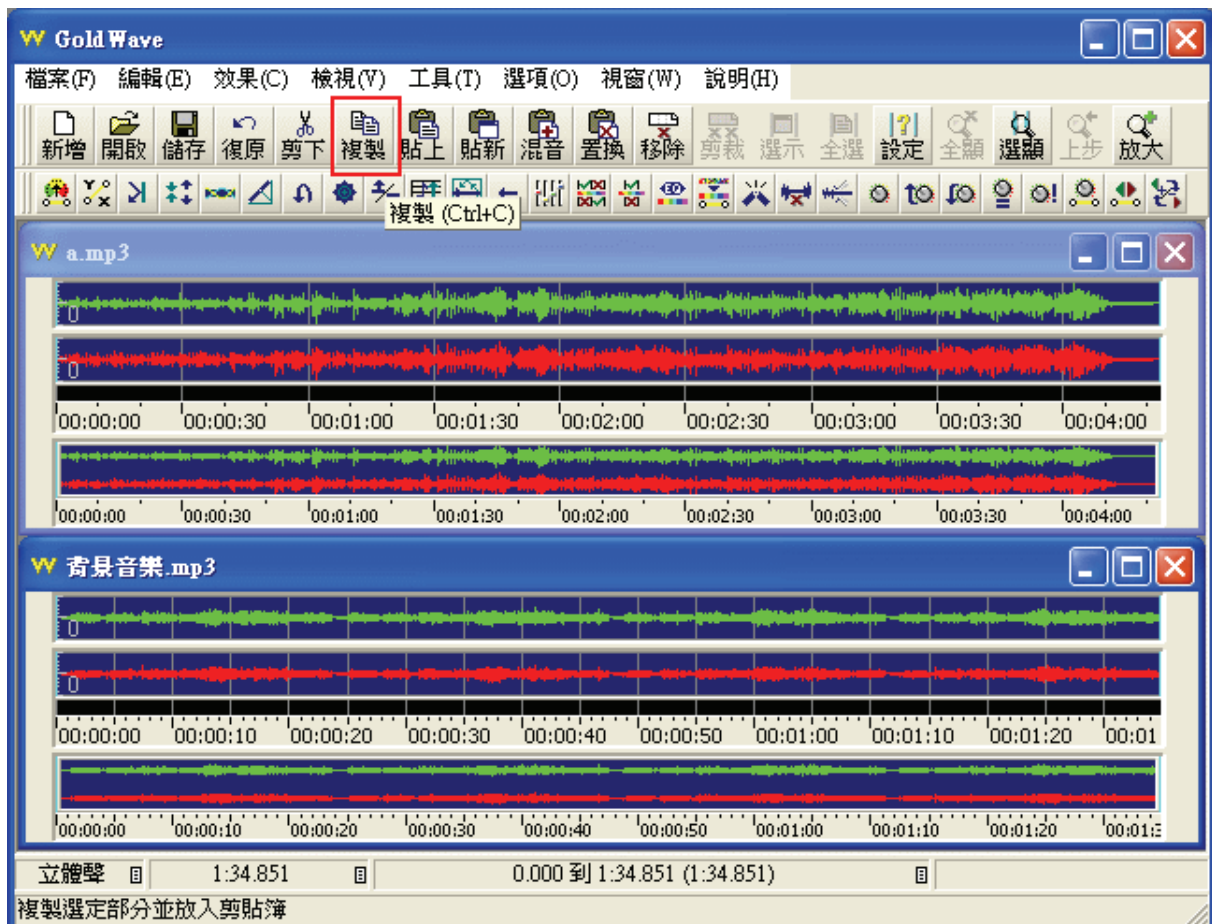 Gold Wave
檔案(F) 編輯(E) 效果(C) 檢視(V) 工具(T) 選項(O) 視窗(W) 說明(H)
新增 開啟 儲存 復原 剪下 複製 貼上 貼新 混音 置換 移除 剪裁 選示 全選 設定 全顯 選顯 上步 放大
複製 (Ctrl+C)
a.mp3
0
0
00:00:00 00:00:30 00:01:00 00:01:30 00:02:00 00:02:30 00:03:00 00:03:30 00:04:00
00:00:00 00:00:30 00:01:00 00:01:30 00:02:00 00:02:30 00:03:00 00:03:30 00:04:00
背景音樂.mp3
0
0
00:00:00 00:00:10 00:00:20 00:00:30 00:00:40 00:00:50 00:01:00 00:01:10 00:01:20 00:01
00:00:00 00:00:10 00:00:20 00:00:30 00:00:40 00:00:50 00:01:00 00:01:10 00:01:20 00:01:
立體聲 1:34.851 0.000 到 1:34.851 (1:34.851)
複製選定部分並放入剪貼簿